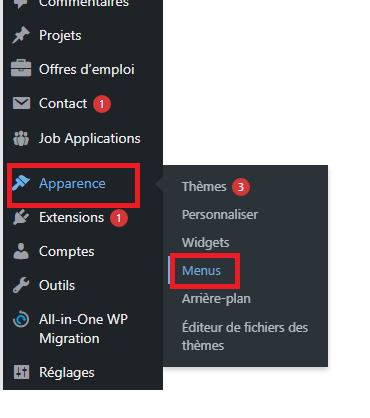 Commentaires
Projets
Offres d’emploi
Contact 1
Job Applications
Apparence
Extensions 1
Comptes
Outils
All-in-One WP
Migration
Réglages
Thèmes 3
Personnaliser
Widgets
Menus
Arrière-plan
Éditeur de fichiers des
thèmes